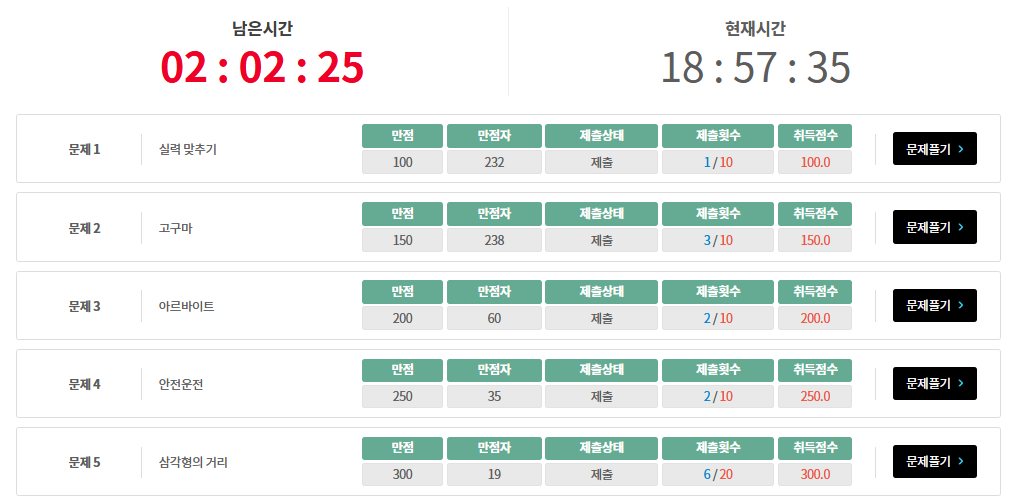 남은시간 현재시간
02 : 02 : 25 18 : 57 : 35
만점 만점자 제출상태 제출횟수 취득점수
문제 1 실력 맞추기 100 232 제출 1 / 10 100.0 문제풀기 >
만점 만점자 제출상태 제출횟수 취득점수
문제 2 고구마 150 238 제출 3 / 10 150.0 문제풀기 >
만점 만점자 제출상태 제출횟수 취득점수
문제 3 아르바이트 200 60 제출 2 / 10 200.0 문제풀기 >
만점 만점자 제출상태 제출횟수 취득점수
문제 4 안전운전 250 35 제출 2 / 10 250.0 문제풀기 >
만점 만점자 제출상태 제출횟수 취득점수
문제 5 삼각형의 거리 300 19 제출 6 / 20 300.0 문제풀기 >